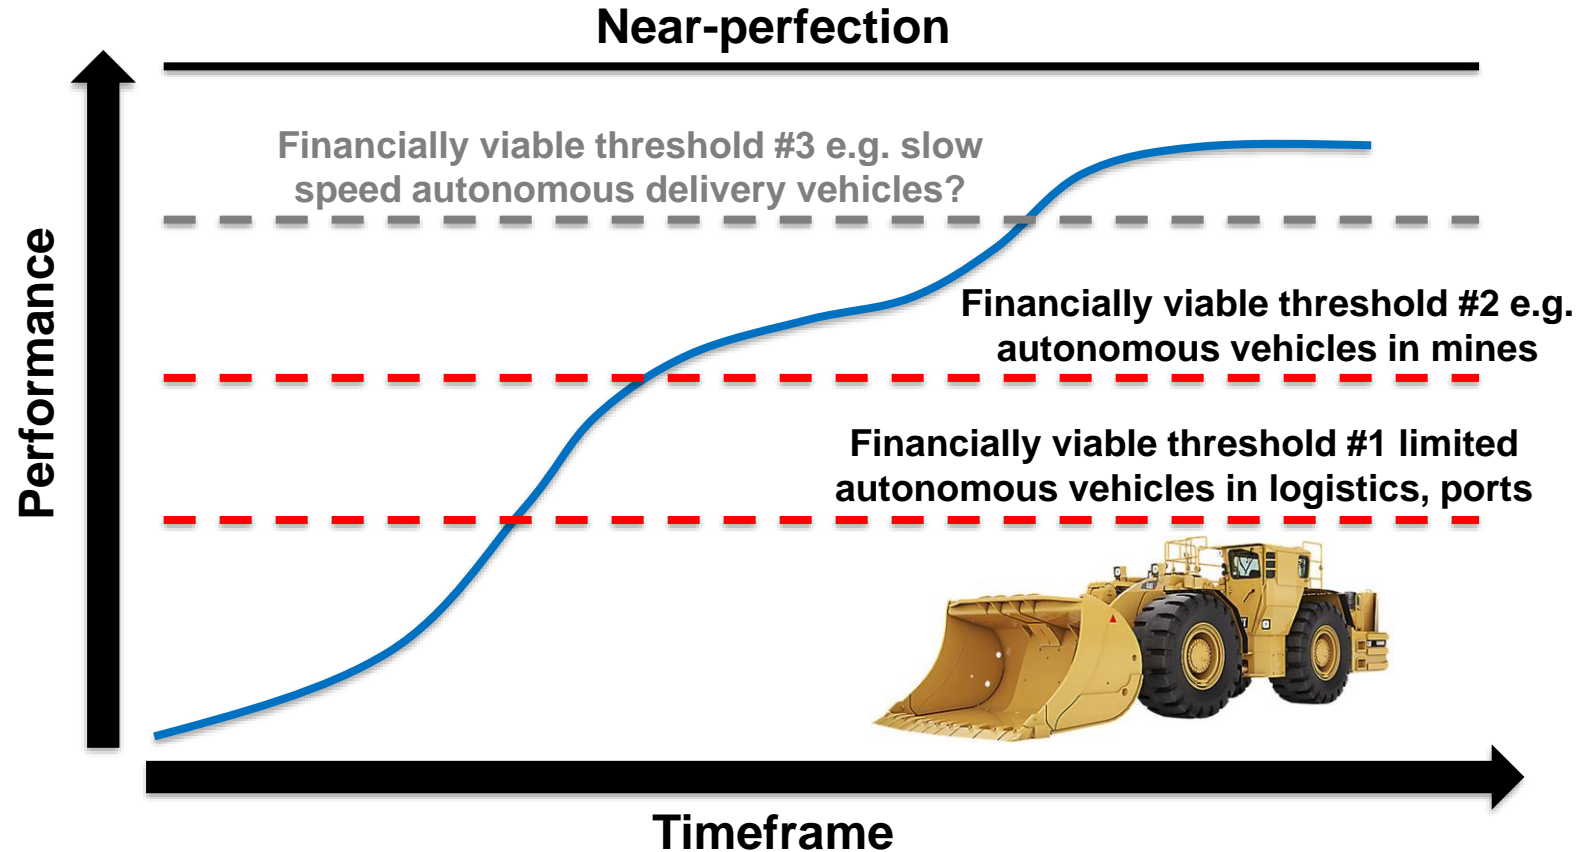 Near-perfection
Financially viable threshold #3 e.g. slow
speed autonomous delivery vehicles?
Performance
Financially viable threshold #2 e.g.
autonomous vehicles in mines
Financially viable threshold #1 limited
autonomous vehicles in logistics, ports
Timeframe